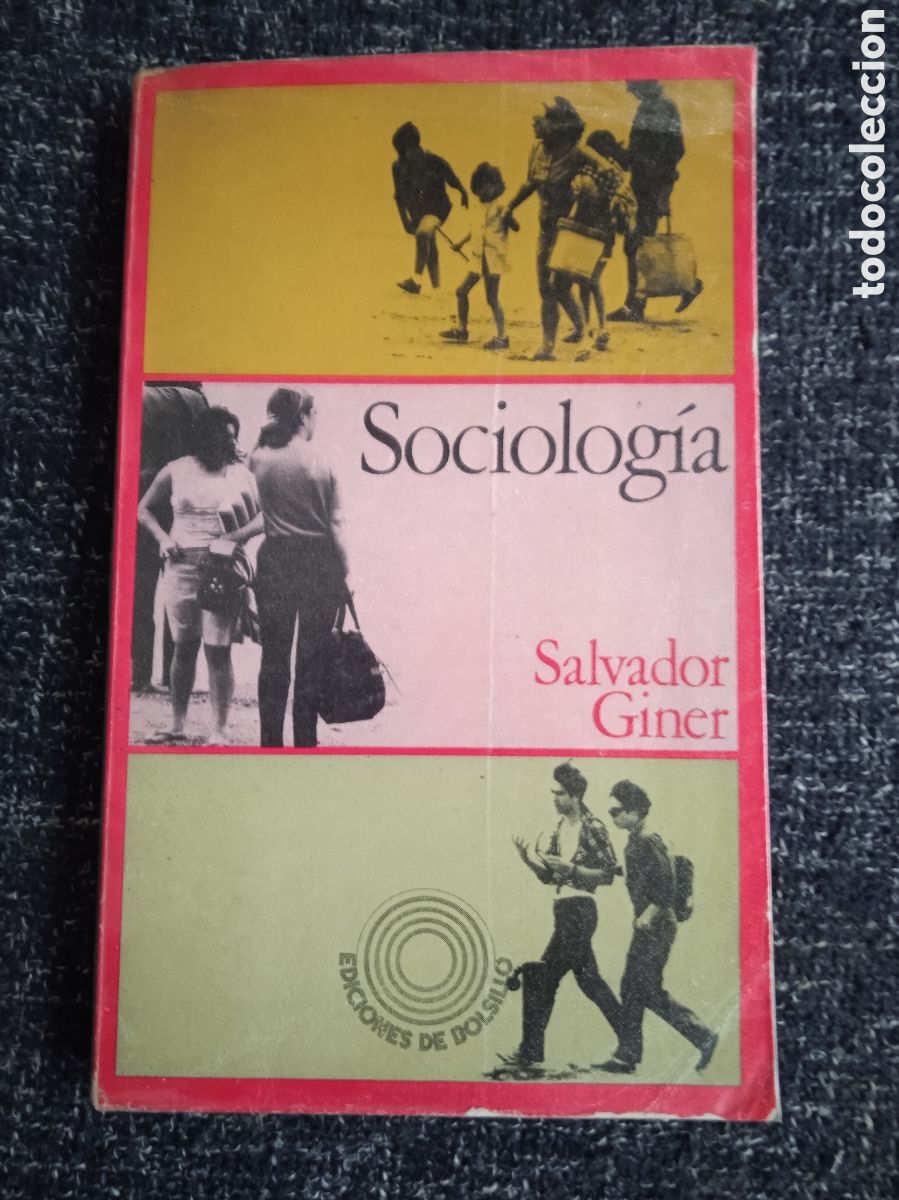 todocoleccion
Sociología
Salvador
Giner
EDICIONES DE BOLSILLO